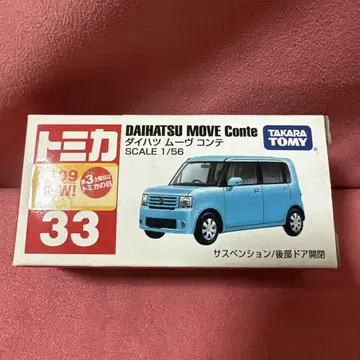 トミカ
DAIHATSU MOVE Conte
ダイハツ ムーヴ コンテ
SCALE 1/56
TAKARA
TOMY
第3土曜日は
トミカの日
33
サスペンション/後部ドア開閉